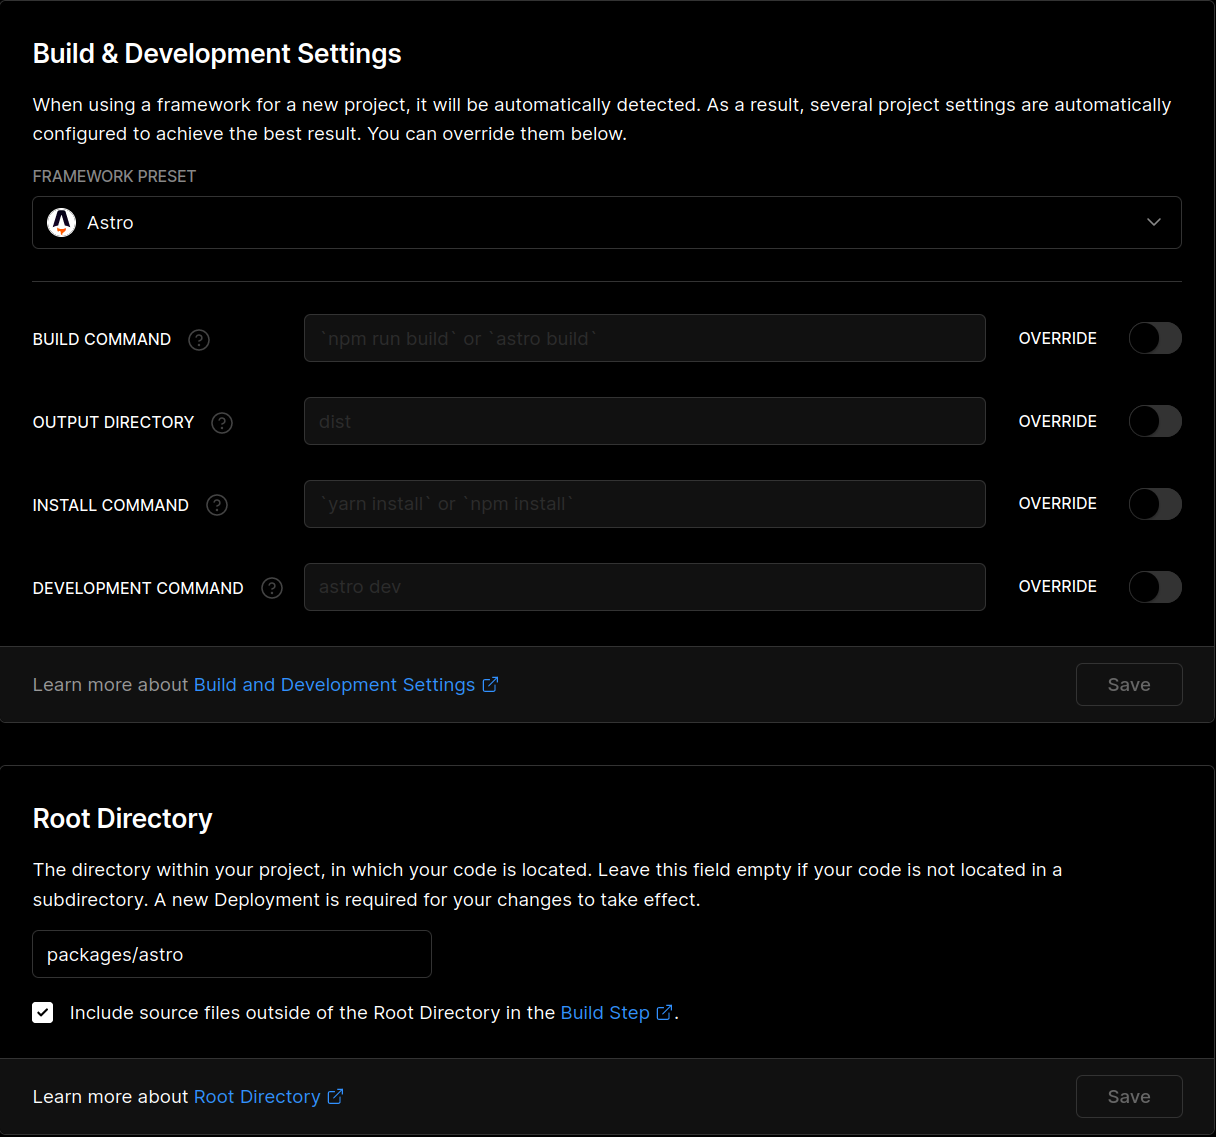 Build & Development Settings
When using a framework for a new project, it will be automatically detected. As a result, several project settings are automatically
configured to achieve the best result. You can override them below.
FRAMEWORK PRESET
Astro
BUILD COMMAND ? `npm run build` or `astro build` OVERRIDE
OUTPUT DIRECTORY ? dist OVERRIDE
INSTALL COMMAND ? `yarn install` or `npm install` OVERRIDE
DEVELOPMENT COMMAND ? astro dev OVERRIDE
Learn more about Build and Development Settings Save
Root Directory
The directory within your project, in which your code is located. Leave this field empty if your code is not located in a
subdirectory. A new Deployment is required for your changes to take effect.
packages/astro
Include source files outside of the Root Directory in the Build Step .
Learn more about Root Directory Save